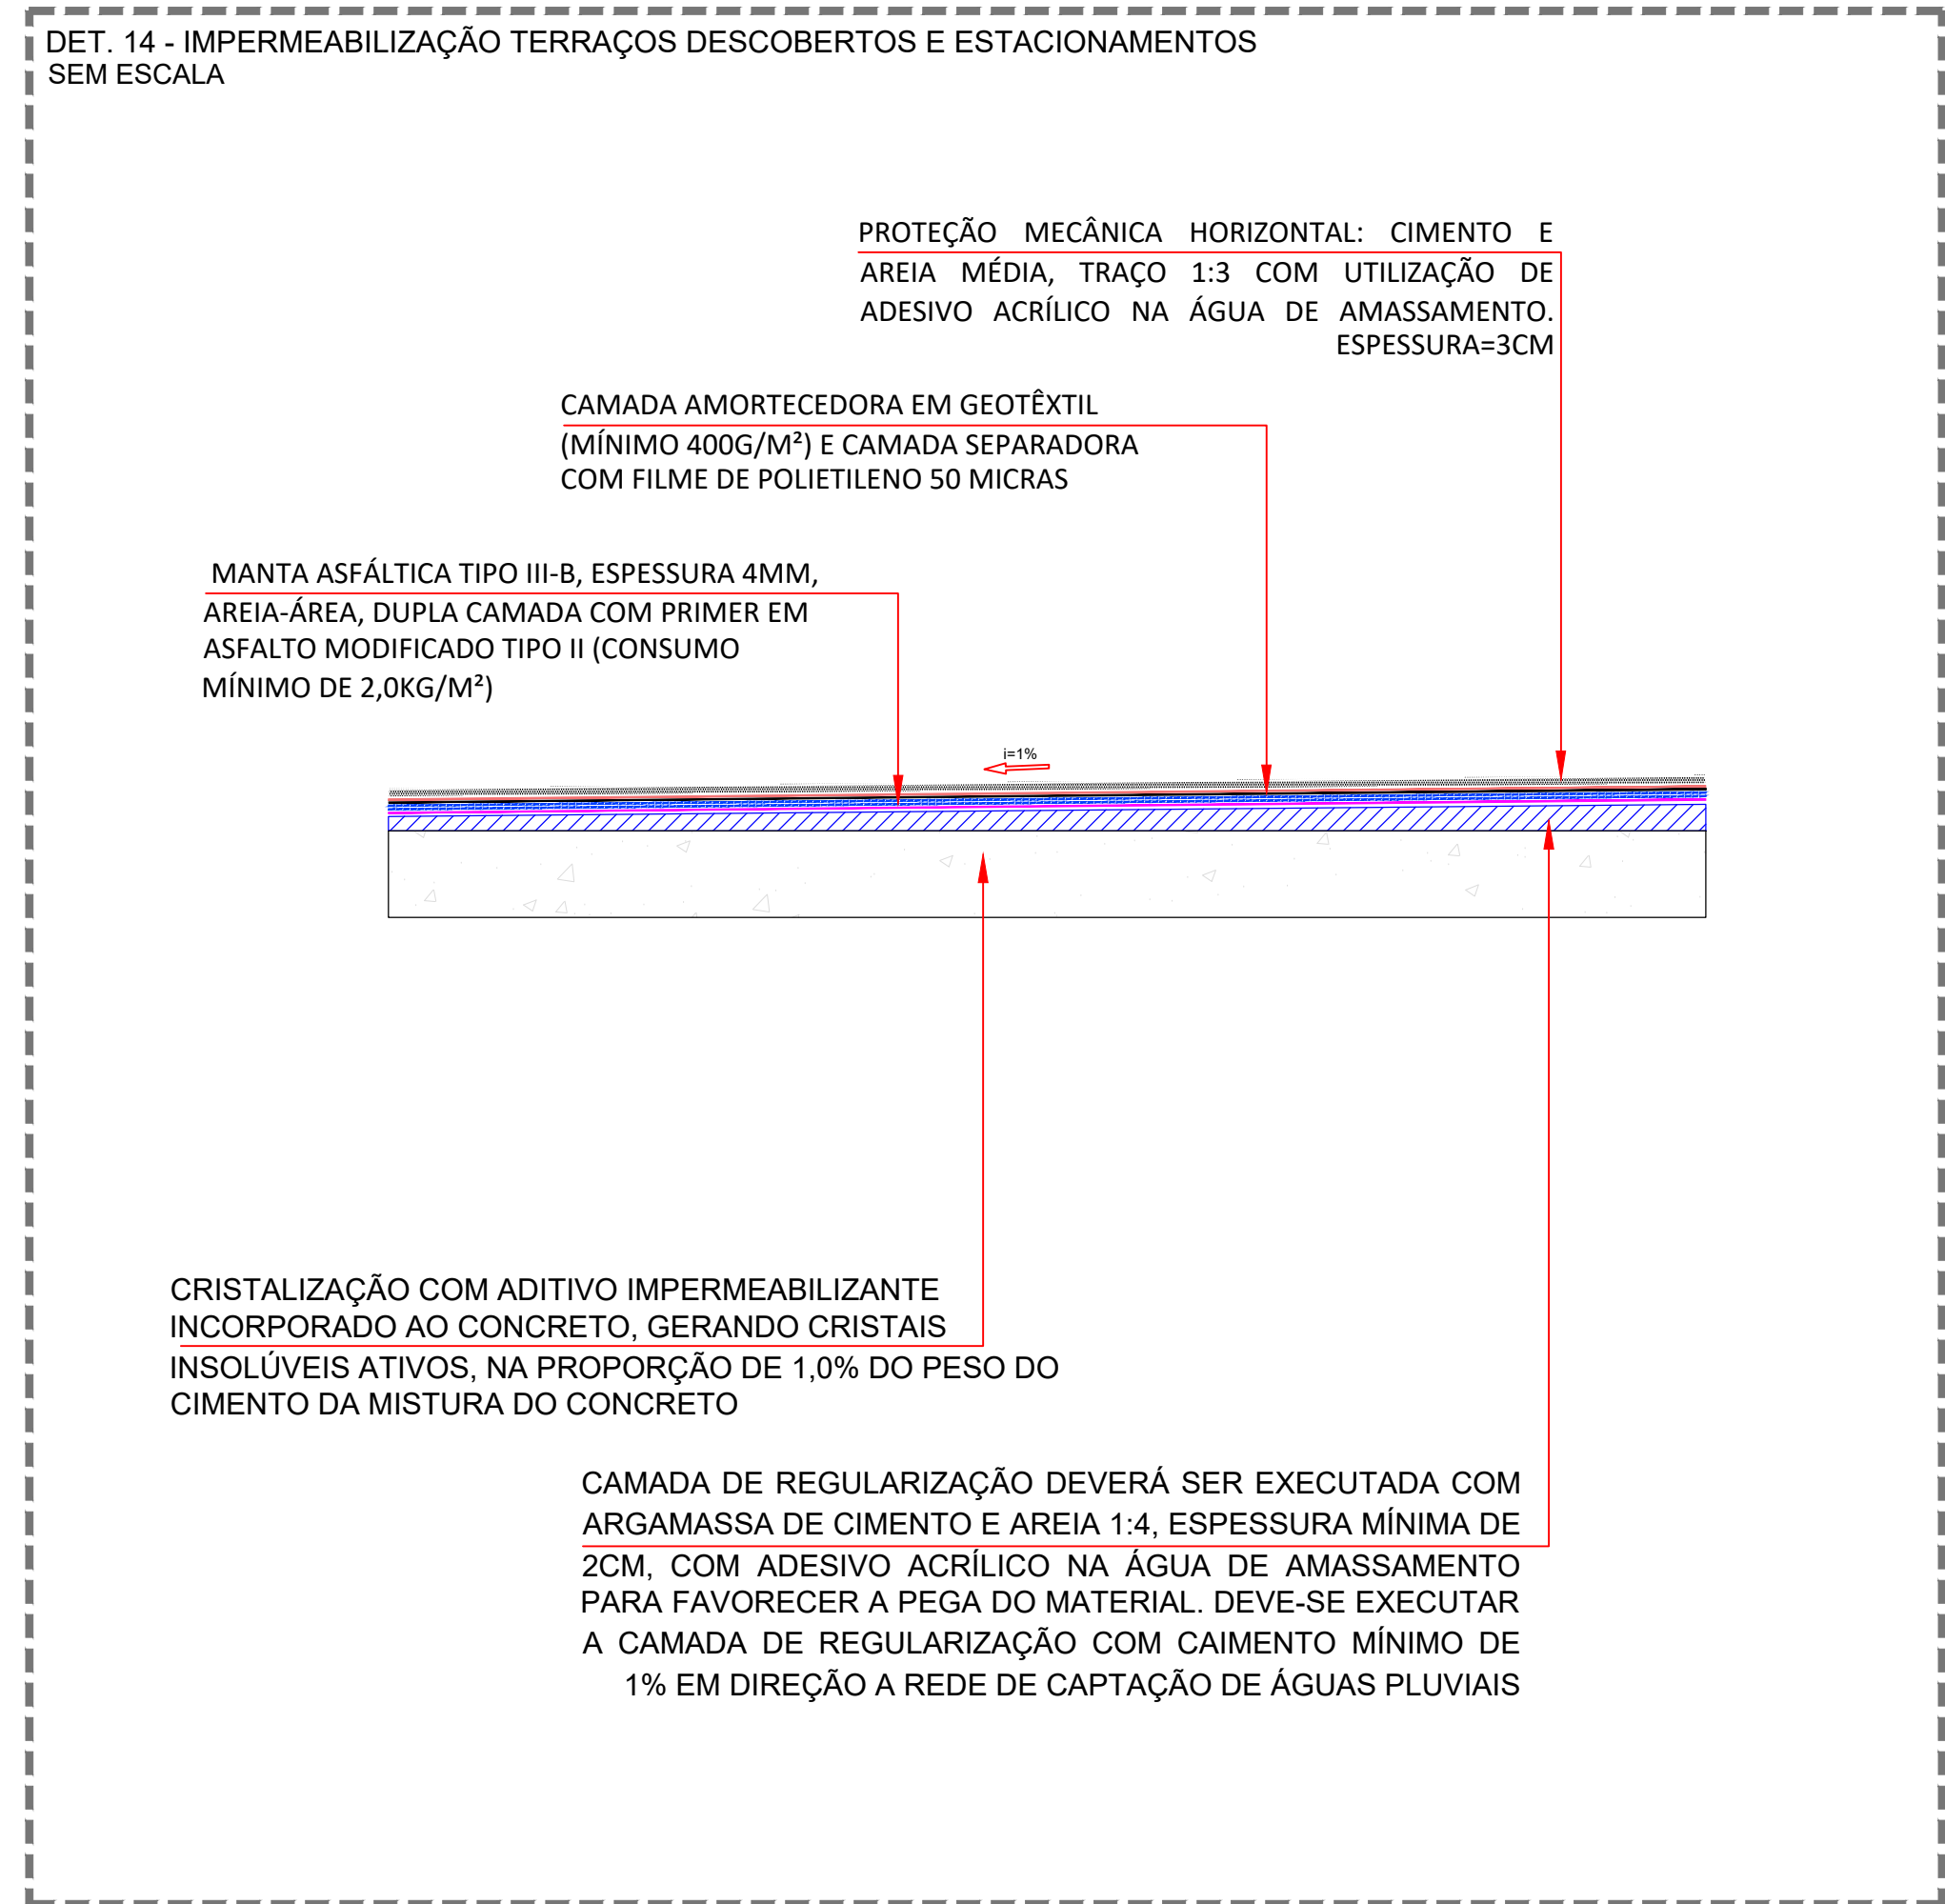 DET. 14 - IMPERMEABILIZAÇÃO TERRAÇOS DESCOBERTOS E ESTACIONAMENTOS
SEM ESCALA
PROTEÇÃO MECÂNICA HORIZONTAL: CIMENTO E
AREIA MÉDIA, TRAÇO 1:3 COM UTILIZAÇÃO DE
ADESIVO ACRÍLICO NA ÁGUA DE AMASSAMENTO.
ESPESSURA=3CM
CAMADA AMORTECEDORA EM GEOTÊXTIL
(MÍNIMO 400G/M²) E CAMADA SEPARADORA
COM FILME DE POLIETILENO 50 MICRAS
MANTA ASFÁLTICA TIPO III-B, ESPESSURA 4MM,
AREIA-ÁREA, DUPLA CAMADA COM PRIMER EM
ASFALTO MODIFICADO TIPO II (CONSUMO
MÍNIMO DE 2,0KG/M²)
i=1%
CRISTALIZAÇÃO COM ADITIVO IMPERMEABILIZANTE
INCORPORADO AO CONCRETO, GERANDO CRISTAIS
INSOLÚVEIS ATIVOS, NA PROPORÇÃO DE 1,0% DO PESO DO
CIMENTO DA MISTURA DO CONCRETO
CAMADA DE REGULARIZAÇÃO DEVERÁ SER EXECUTADA COM
ARGAMASSA DE CIMENTO E AREIA 1:4, ESPESSURA MÍNIMA DE
2CM, COM ADESIVO ACRÍLICO NA ÁGUA DE AMASSAMENTO
PARA FAVORECER A PEGA DO MATERIAL. DEVE-SE EXECUTAR
A CAMADA DE REGULARIZAÇÃO COM CAIMENTO MÍNIMO DE
1% EM DIREÇÃO A REDE DE CAPTAÇÃO DE ÁGUAS PLUVIAIS